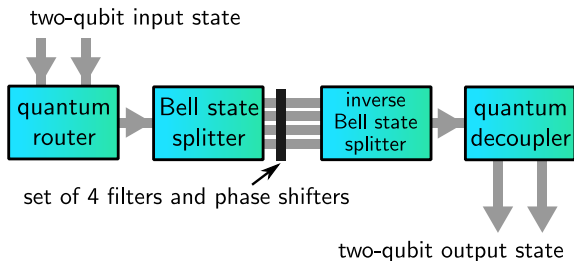 two-qubit input state
quantum
router
Bell state
splitter
inverse
Bell state
splitter
quantum
decoupler
set of 4 filters and phase shifters
two-qubit output state